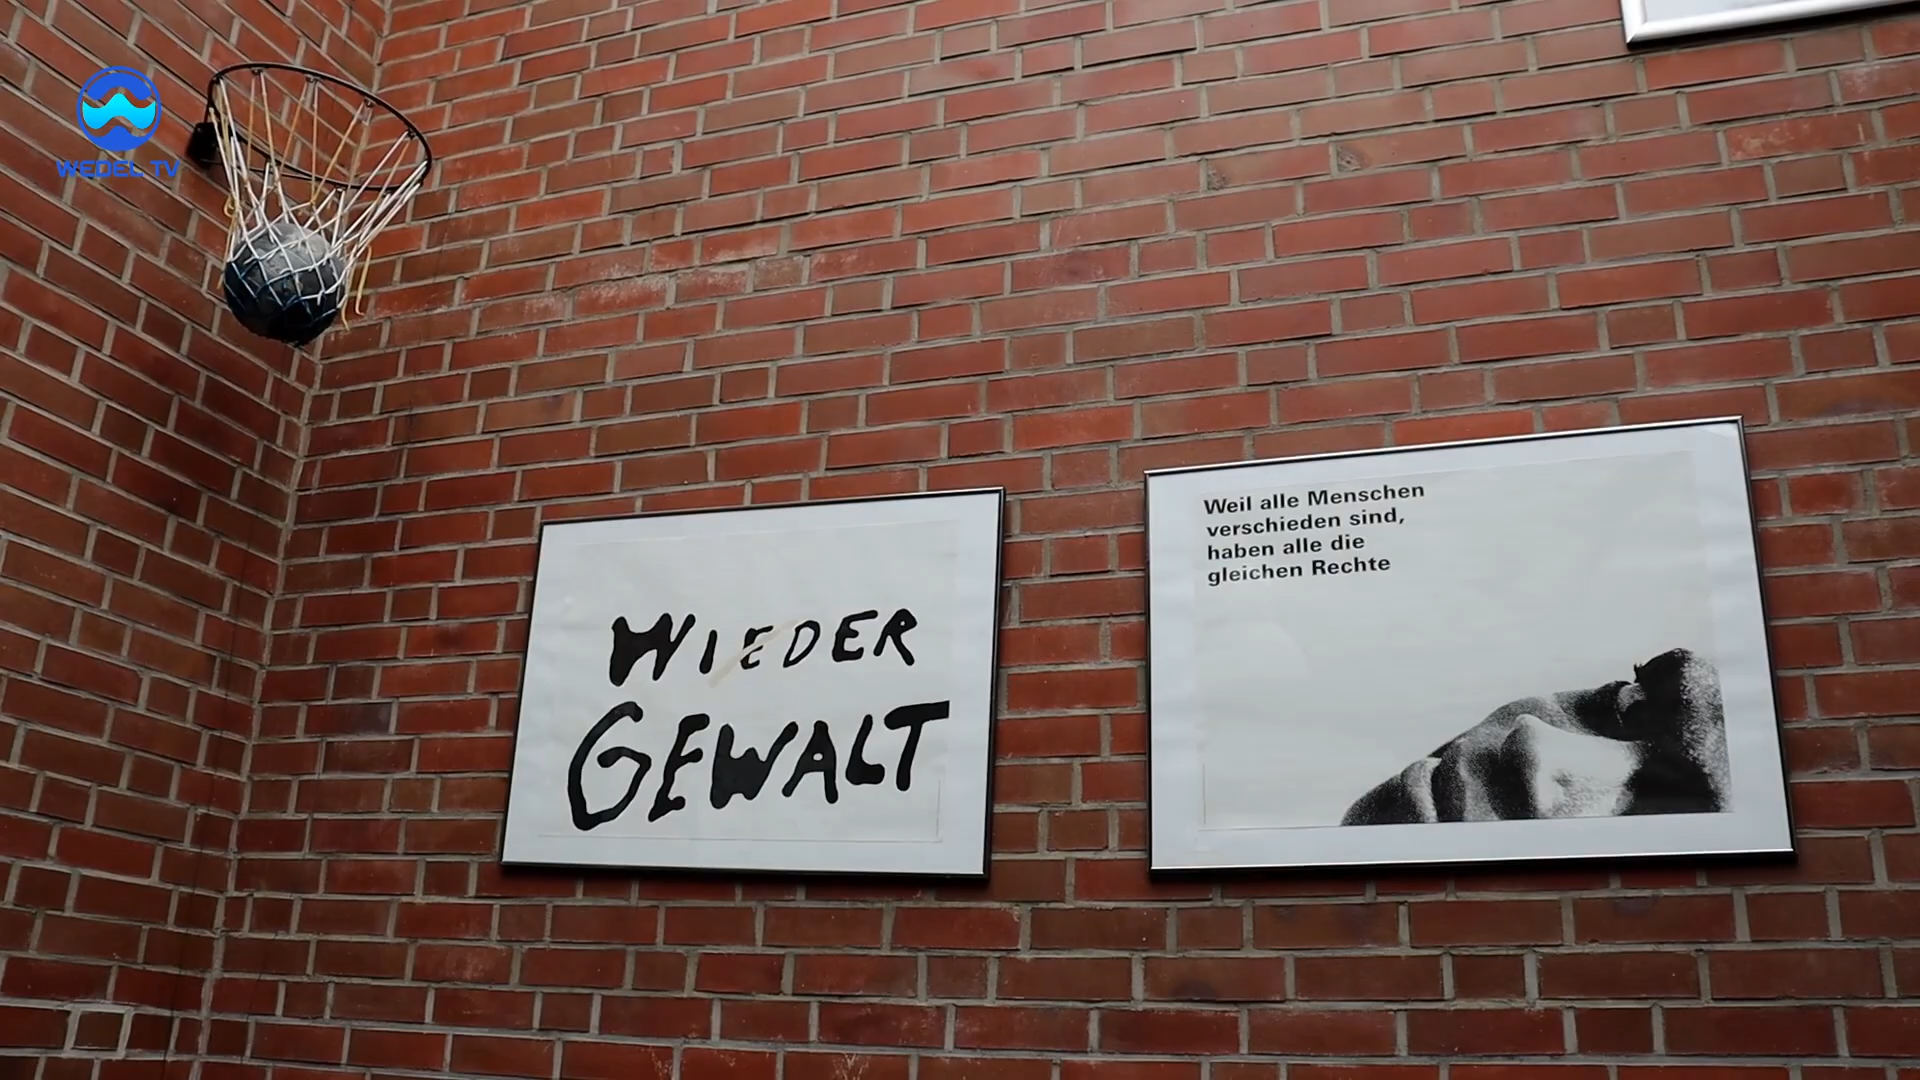 WEDEL TV
WIEDER
GEWALT
Weil alle Menschen
verschieden sind,
haben alle die
gleichen Rechte